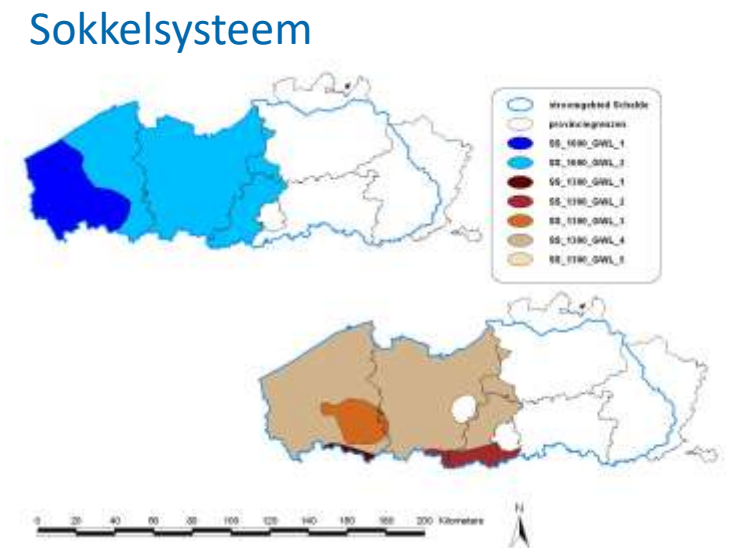 Sokkelsysteem
stroomgebied Schelde
provinciegrenzen
SS_1000_GWL_1
SS_1000_GWL_2
SS_1300_GWL_1
SS_1300_GWL_2
SS_1300_GWL_3
SS_1300_GWL_4
SS_1300_GWL_5
0 20 40 60 80 100 120 140 160 180 200 Kilometers
N